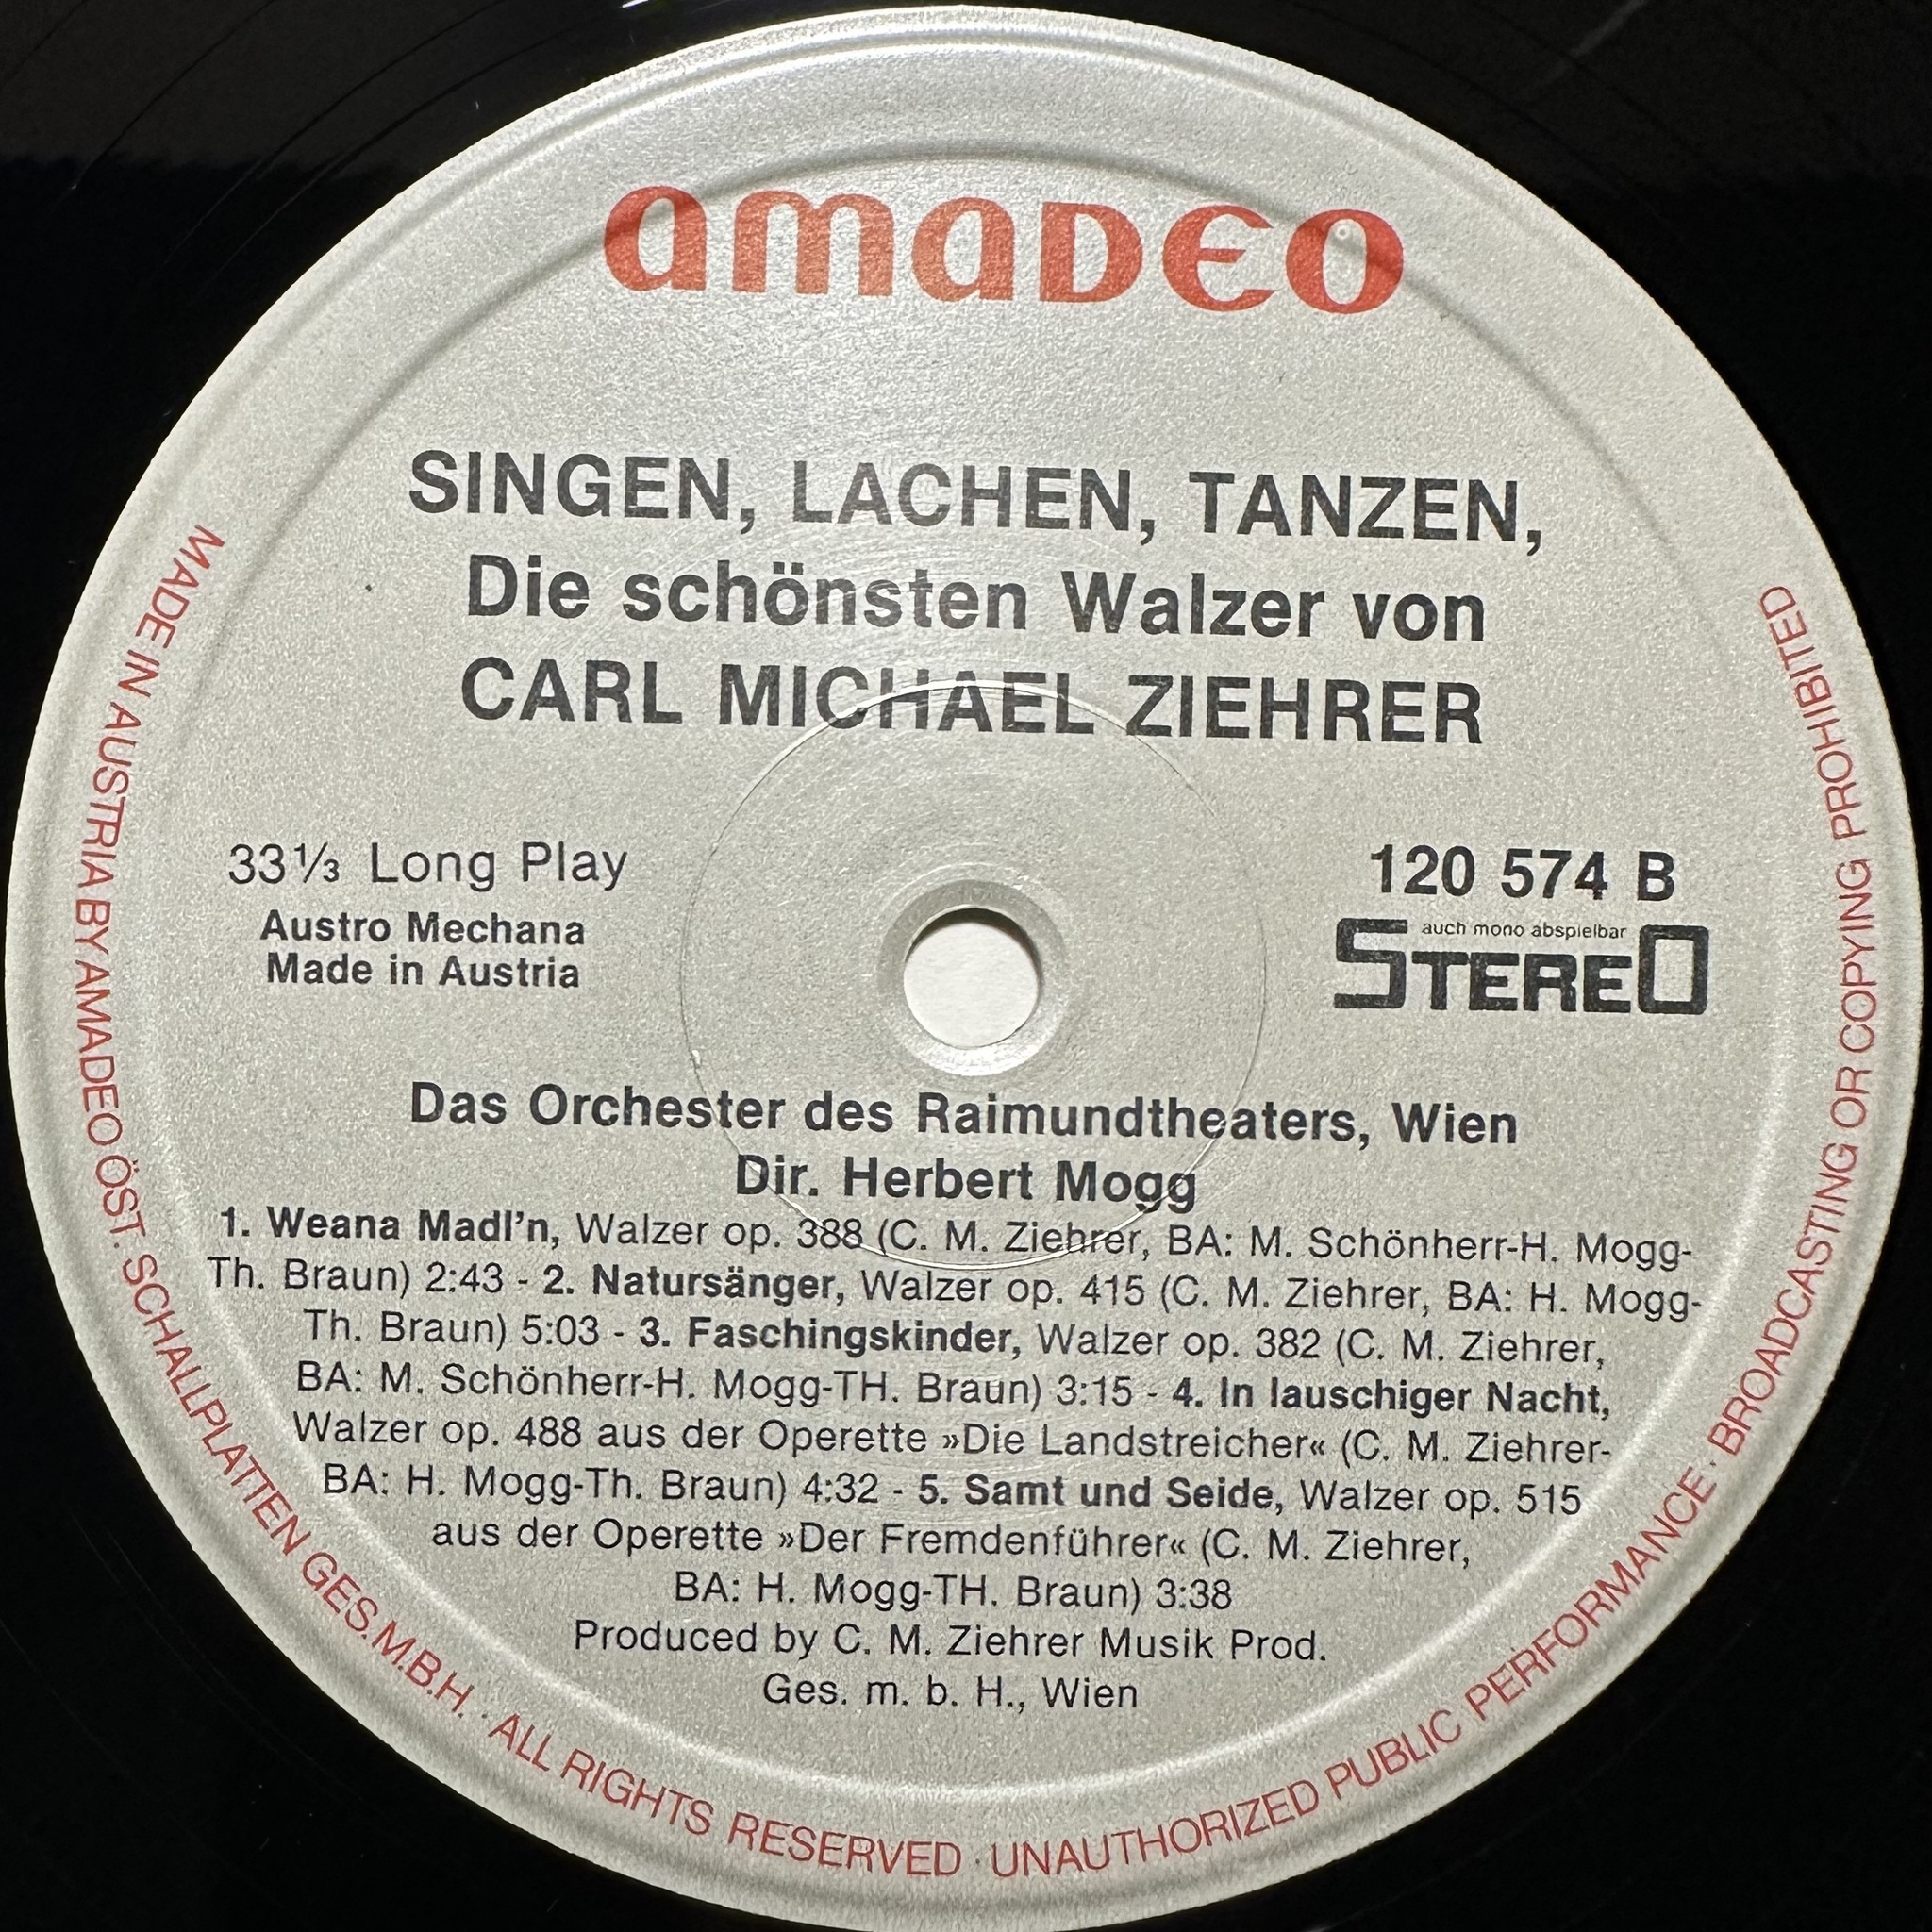 amaDEO
SINGEN, LACHEN, TANZEN,
Die schönsten Walzer von
CARL MICHAEL ZIEHRER
33⅓ Long Play
Austro Mechana
Made in Austria
120 574 B
auch mono abspielbar
STEREO
Das Orchester des Raimundtheaters, Wien
Dir. Herbert Mogg
1. Weana Madl'n, Walzer op. 388 (C. M. Ziehrer, BA: M. Schönherr-H. Mogg-
Th. Braun) 2:43 - 2. Natursänger, Walzer op. 415 (C. M. Ziehrer, BA: H. Mogg-
Th. Braun) 5:03 - 3. Faschingskinder, Walzer op. 382 (C. M. Ziehrer,
BA: M. Schönherr-H. Mogg-TH. Braun) 3:15 - 4. In lauschiger Nacht,
Walzer op. 488 aus der Operette »Die Landstreicher« (C. M. Ziehrer-
BA: H. Mogg-Th. Braun) 4:32 - 5. Samt und Seide, Walzer op. 515
aus der Operette »Der Fremdenführer« (C. M. Ziehrer,
BA: H. Mogg-TH. Braun) 3:38
Produced by C. M. Ziehrer Musik Prod.
Ges. m. b. H., Wien
MADE IN AUSTRIA BY AMADEO ÖST. SCHALLPLATTEN GES.M.B.H. · ALL RIGHTS RESERVED · UNAUTHORIZED PUBLIC PERFORMANCE · BROADCASTING OR COPYING PROHIBITED